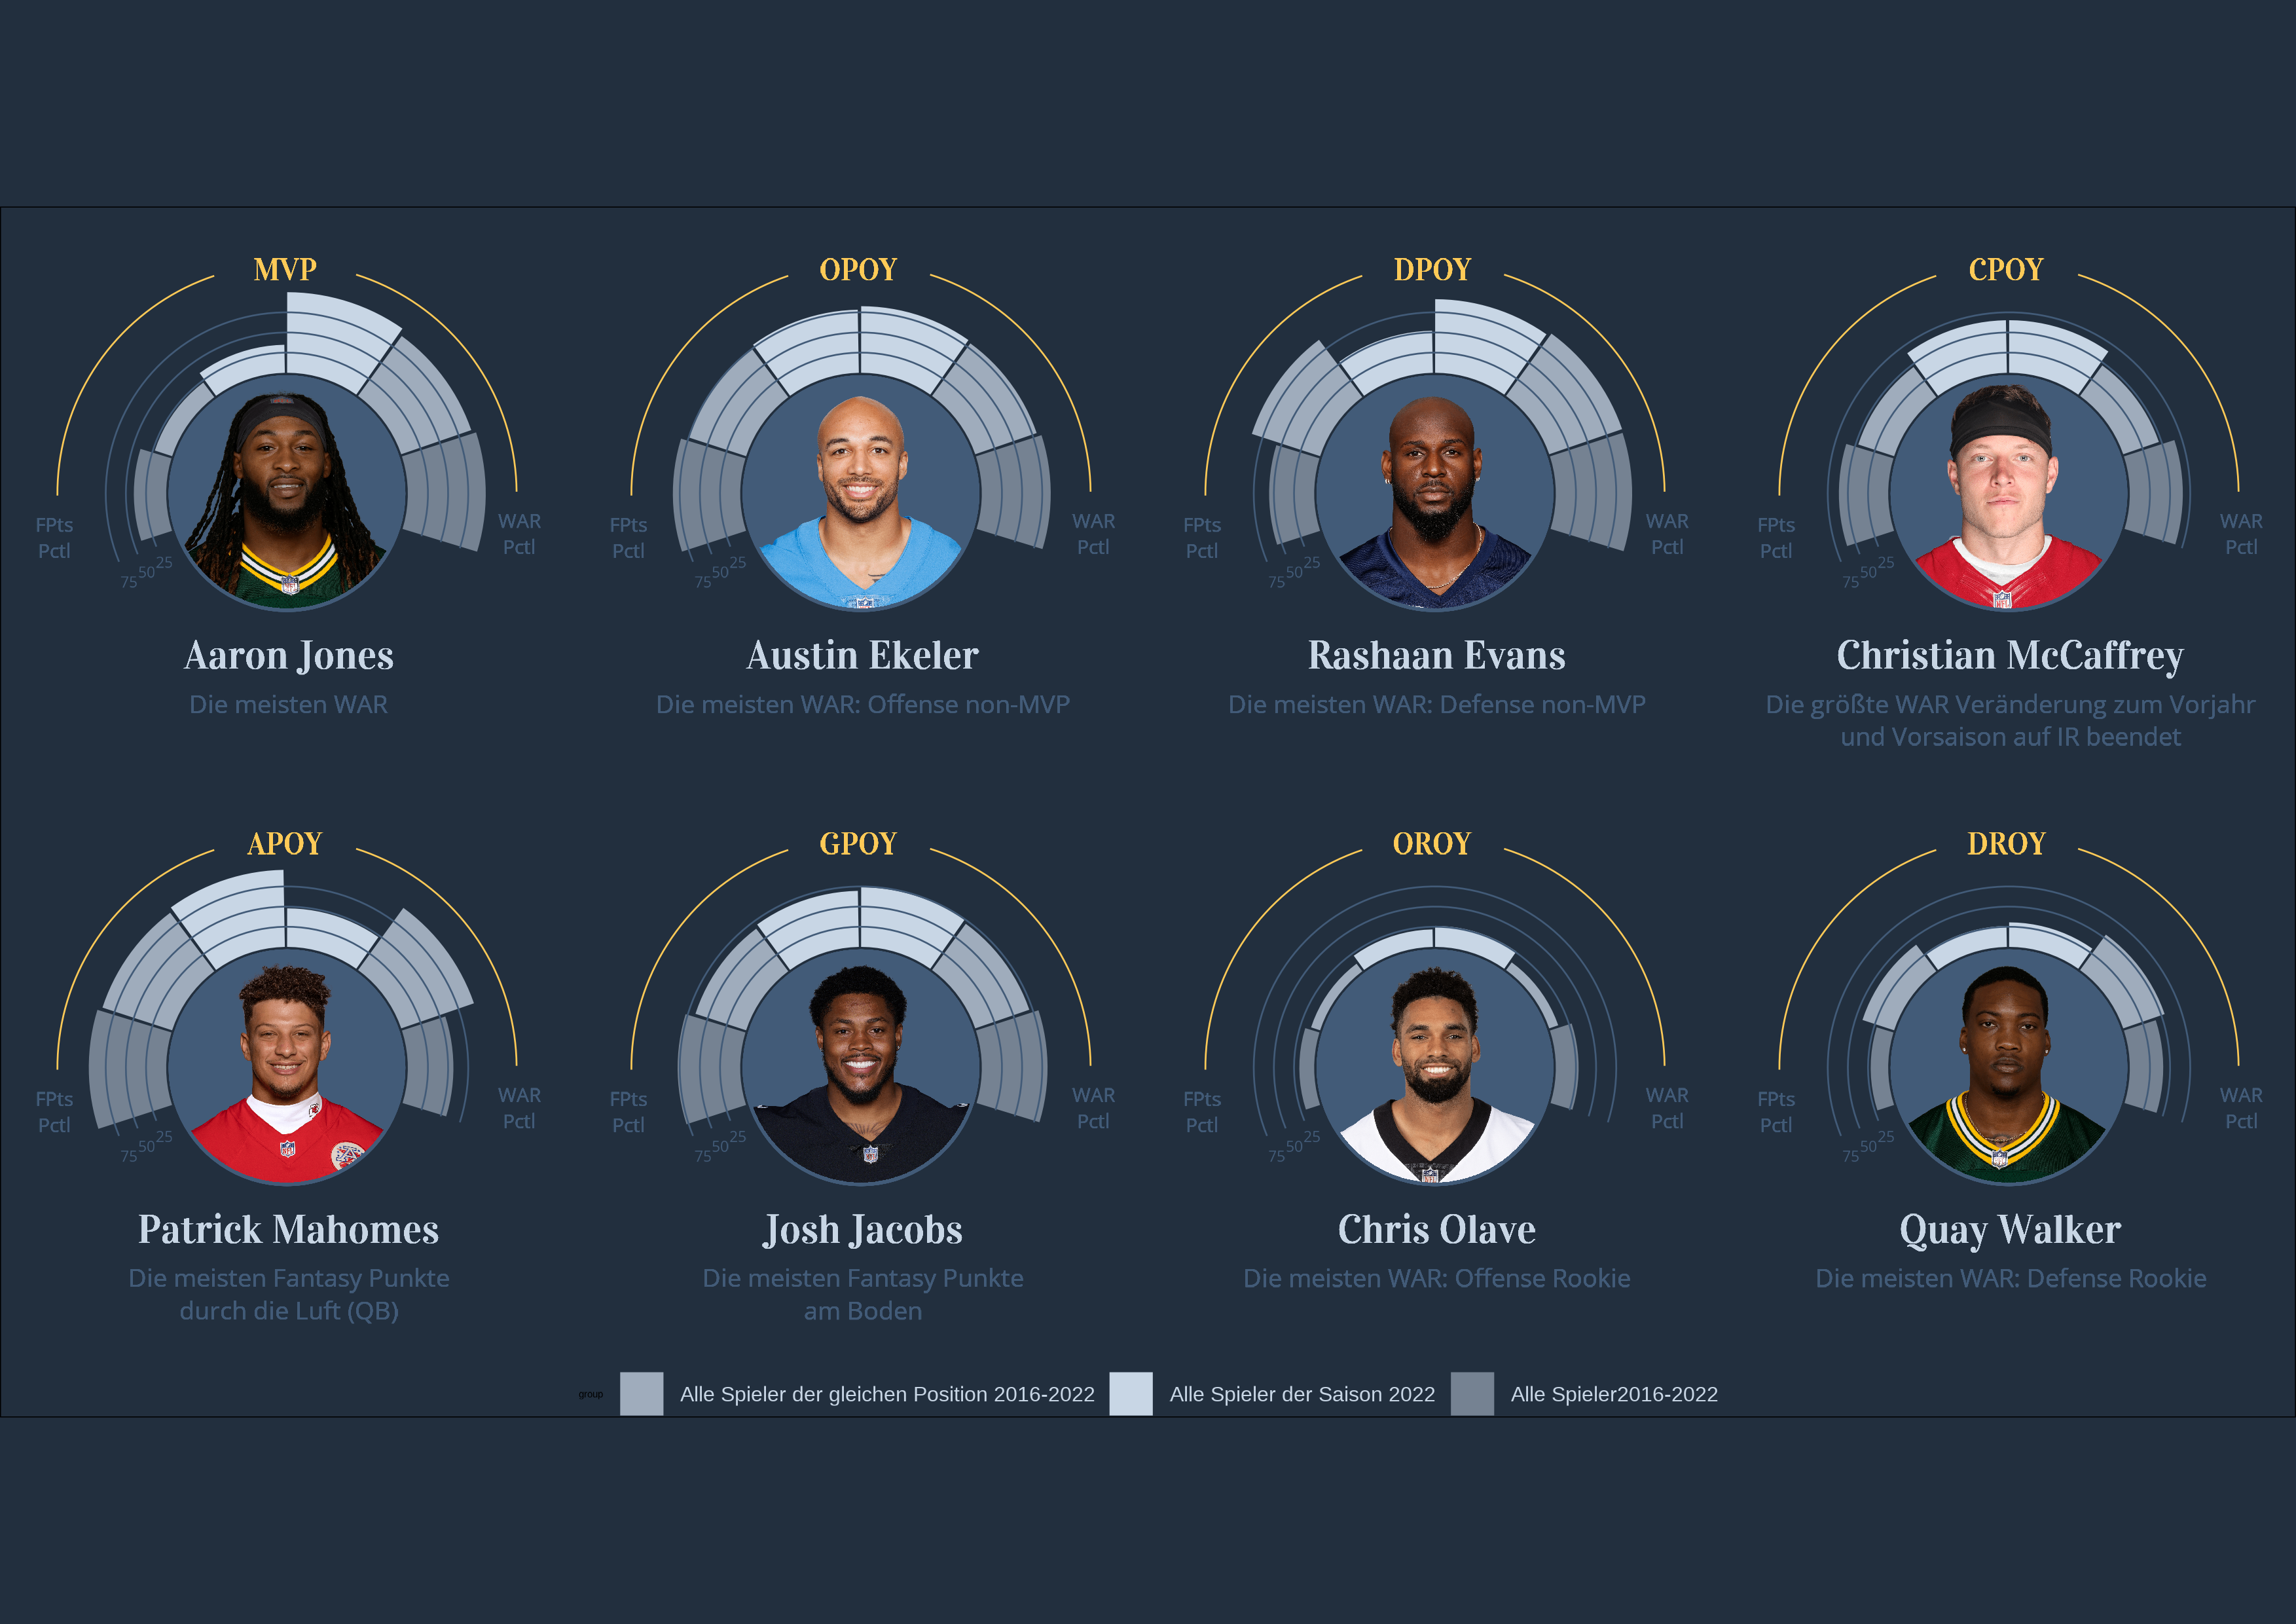 MVP
OPOY
DPOY
CPOY
FPts
Pctl
75
50
25
WAR
Pctl
FPts
Pctl
75
50
25
WAR
Pctl
FPts
Pctl
75
50
25
WAR
Pctl
FPts
Pctl
75
50
25
WAR
Pctl
Aaron Jones
Austin Ekeler
Rashaan Evans
Christian McCaffrey
Die meisten WAR
Die meisten WAR: Offense non-MVP
Die meisten WAR: Defense non-MVP
Die größte WAR Veränderung zum Vorjahr
und Vorsaison auf IR beendet
APOY
GPOY
OROY
DROY
FPts
Pctl
75
50
25
WAR
Pctl
FPts
Pctl
75
50
25
WAR
Pctl
FPts
Pctl
75
50
25
WAR
Pctl
FPts
Pctl
75
50
25
WAR
Pctl
Patrick Mahomes
Josh Jacobs
Chris Olave
Quay Walker
Die meisten Fantasy Punkte
durch die Luft (QB)
Die meisten Fantasy Punkte
am Boden
Die meisten WAR: Offense Rookie
Die meisten WAR: Defense Rookie
group
Alle Spieler der gleichen Position 2016-2022
Alle Spieler der Saison 2022
Alle Spieler2016-2022